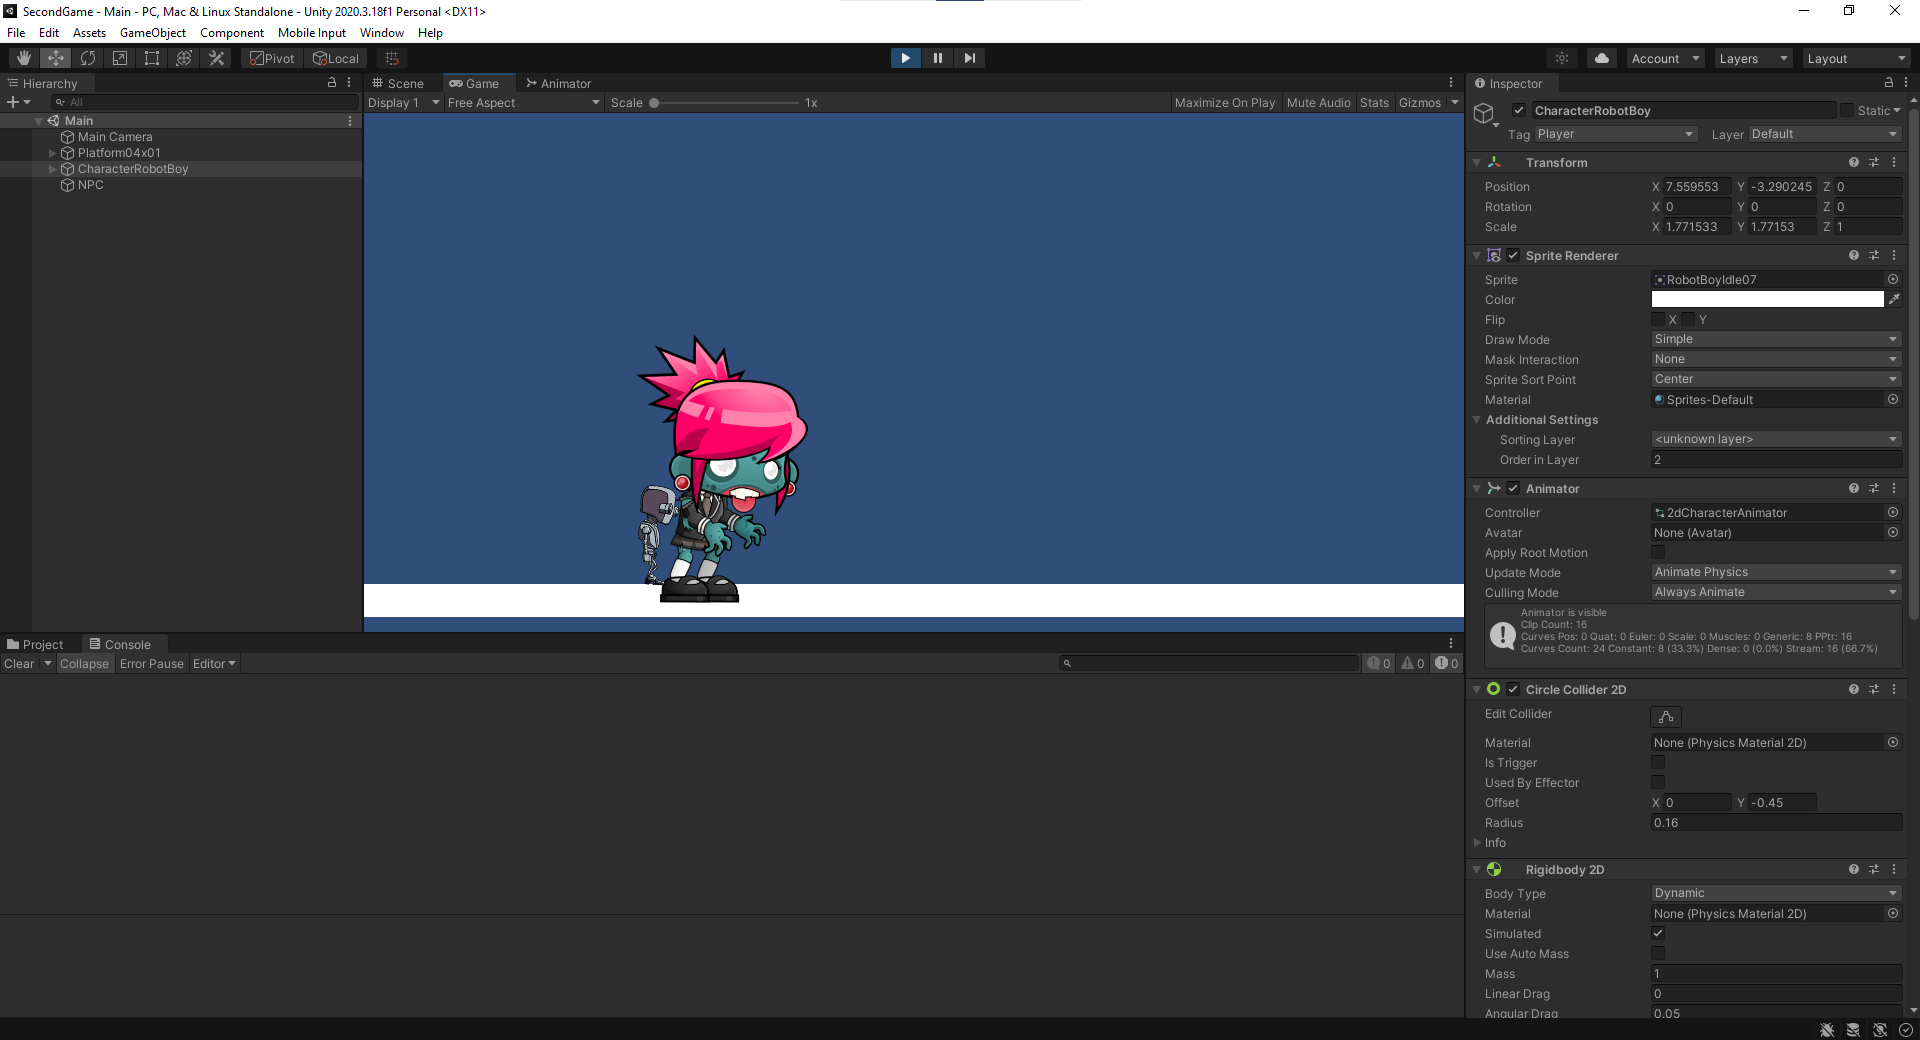 SecondGame - Main - PC, Mac & Linux Standalone - Unity 2020.3.18f1 Personal <DX11>
File Edit Assets GameObject Component Mobile Input Window Help
Pivot Local Account Layers Layout
Hierarchy
All
Main
Main Camera
Platform04x01
CharacterRobotBoy
NPC
Scene Game Animator
Display 1 Free Aspect Scale 1x Maximize On Play Mute Audio Stats Gizmos
Project Console
Clear Collapse Error Pause Editor 0 0 0
Inspector
CharacterRobotBoy Static
Tag Player Layer Default
Transform
Position X 7.559553 Y -3.290245 Z 0
Rotation X 0 Y 0 Z 0
Scale X 1.771533 Y 1.77153 Z 1
Sprite Renderer
Sprite RobotBoyIdle07
Color
Flip X Y
Draw Mode Simple
Mask Interaction None
Sprite Sort Point Center
Material Sprites-Default
Additional Settings
Sorting Layer <unknown layer>
Order in Layer 2
Animator
Controller 2dCharacterAnimator
Avatar None (Avatar)
Apply Root Motion
Update Mode Animate Physics
Culling Mode Always Animate
Animator is visible
Clip Count: 16
Curves Pos: 0 Quat: 0 Euler: 0 Scale: 0 Muscles: 0 Generic: 8 PPtr: 16
Curves Count: 24 Constant: 8 (33.3%) Dense: 0 (0.0%) Stream: 16 (66.7%)
Circle Collider 2D
Edit Collider
Material None (Physics Material 2D)
Is Trigger
Used By Effector
Offset X 0 Y -0.45
Radius 0.16
Info
Rigidbody 2D
Body Type Dynamic
Material None (Physics Material 2D)
Simulated
Use Auto Mass
Mass 1
Linear Drag 0
Angular Drag 0.05